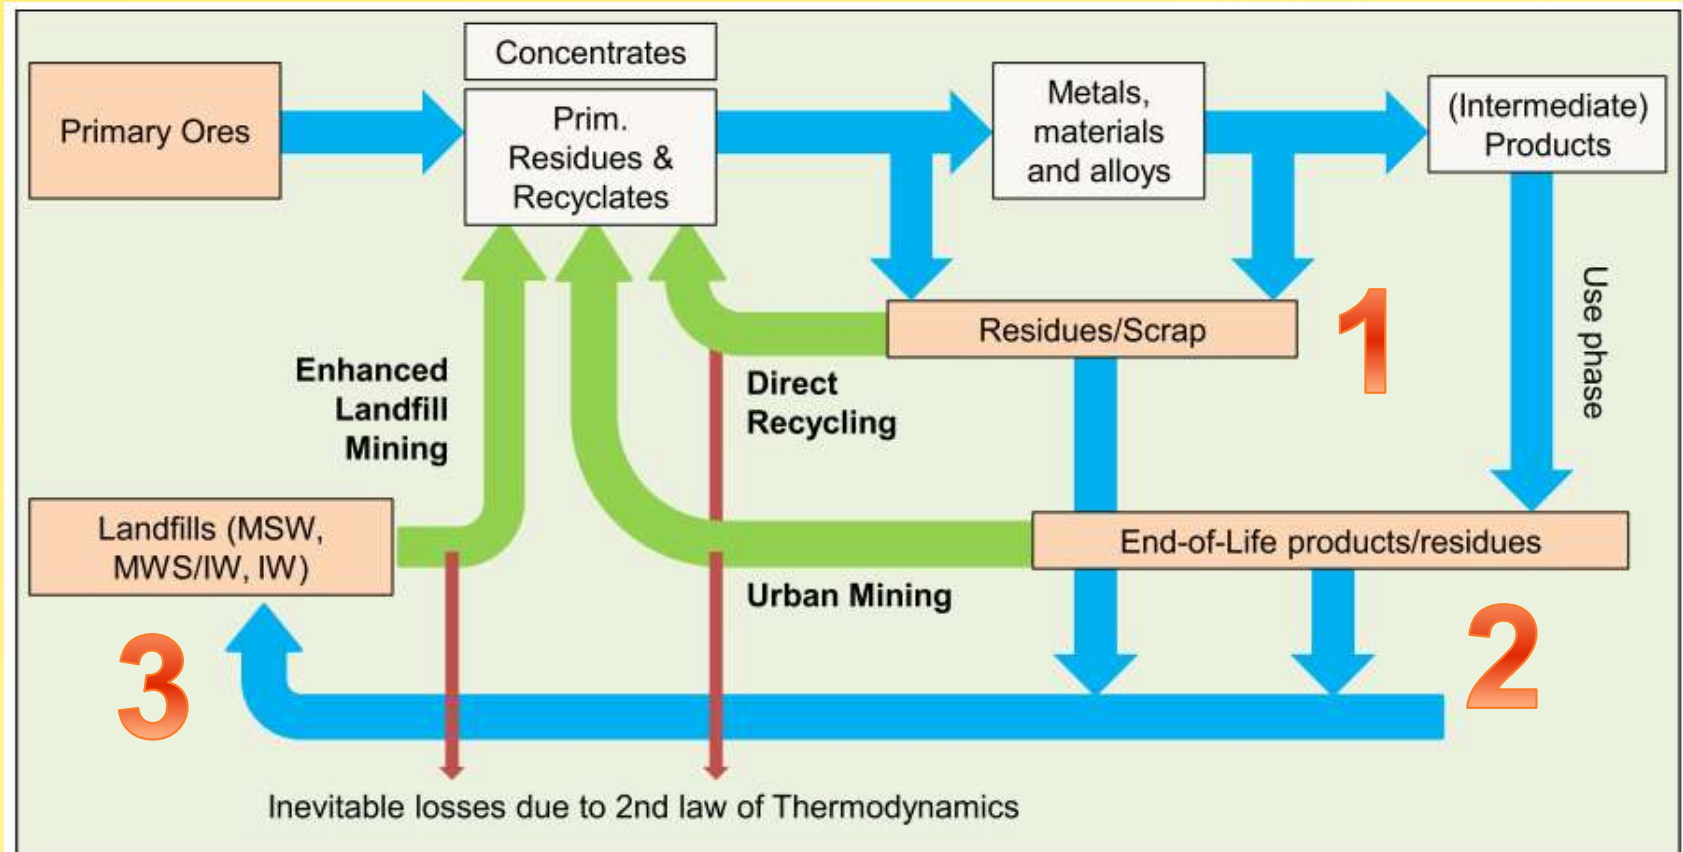 Concentrates
Primary Ores
Prim.
Residues &
Recyclates
Metals,
materials
and alloys
(Intermediate)
Products
Use phase
Residues/Scrap
1
Enhanced
Landfill
Mining
Direct
Recycling
Landfills (MSW,
MWS/IW, IW)
End-of-Life products/residues
Urban Mining
2
3
Inevitable losses due to 2nd law of Thermodynamics